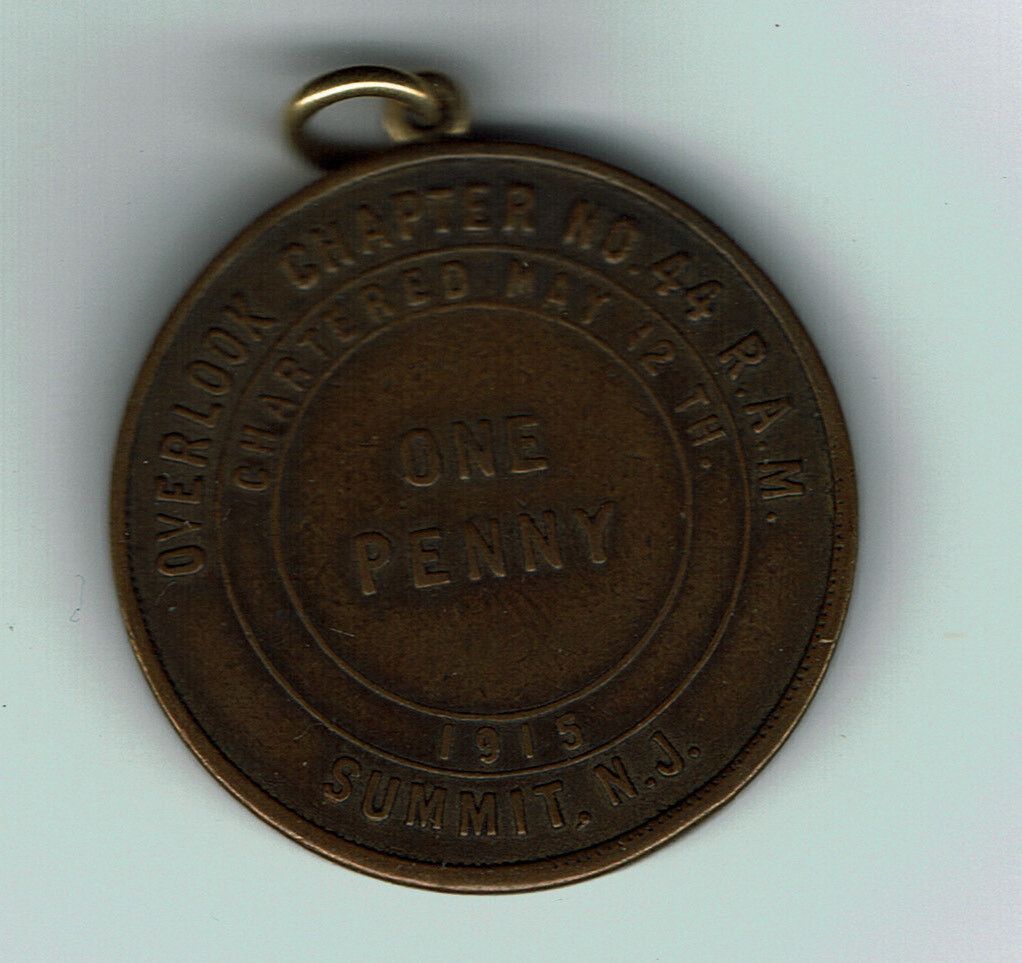 OVERLOOK CHAPTER NO. 44 R.A.M.
CHARTERED MAY 12 TH.
ONE
PENNY
1915
SUMMIT, N.J.